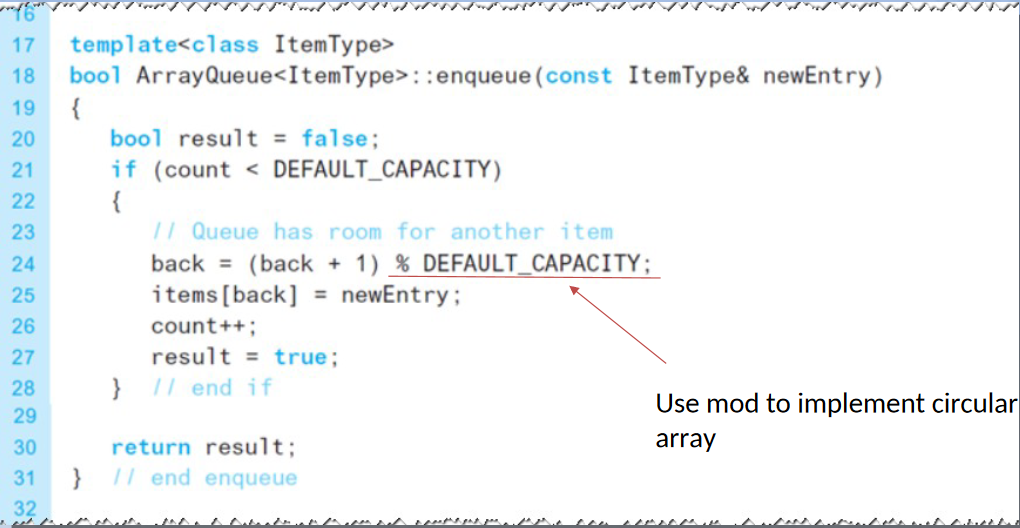 16
17 template<class ItemType>
18 bool ArrayQueue<ItemType>::enqueue(const ItemType& newEntry)
19 {
20 bool result = false;
21 if (count < DEFAULT_CAPACITY)
22 {
23 // Queue has room for another item
24 back = (back + 1) % DEFAULT_CAPACITY;
25 items[back] = newEntry;
26 count++;
27 result = true;
28 } // end if
29
30 return result;
31 } // end enqueue
32
Use mod to implement circular
array